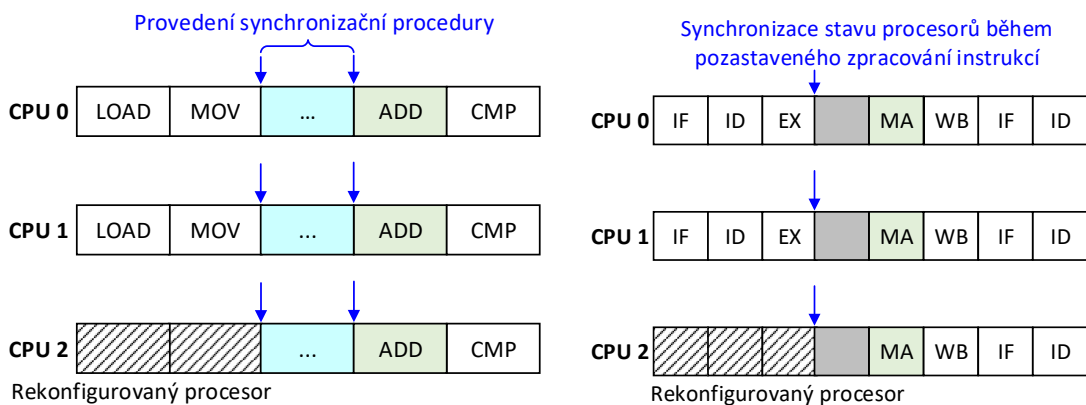 Provedení synchronizační procedury
CPU 0 LOAD MOV ... ADD CMP
CPU 1 LOAD MOV ... ADD CMP
CPU 2 ... ADD CMP
Rekonfigurovaný procesor
Synchronizace stavu procesorů během
pozastaveného zpracování instrukcí
CPU 0 IF ID EX MA WB IF ID
CPU 1 IF ID EX MA WB IF ID
CPU 2 MA WB IF ID
Rekonfigurovaný procesor